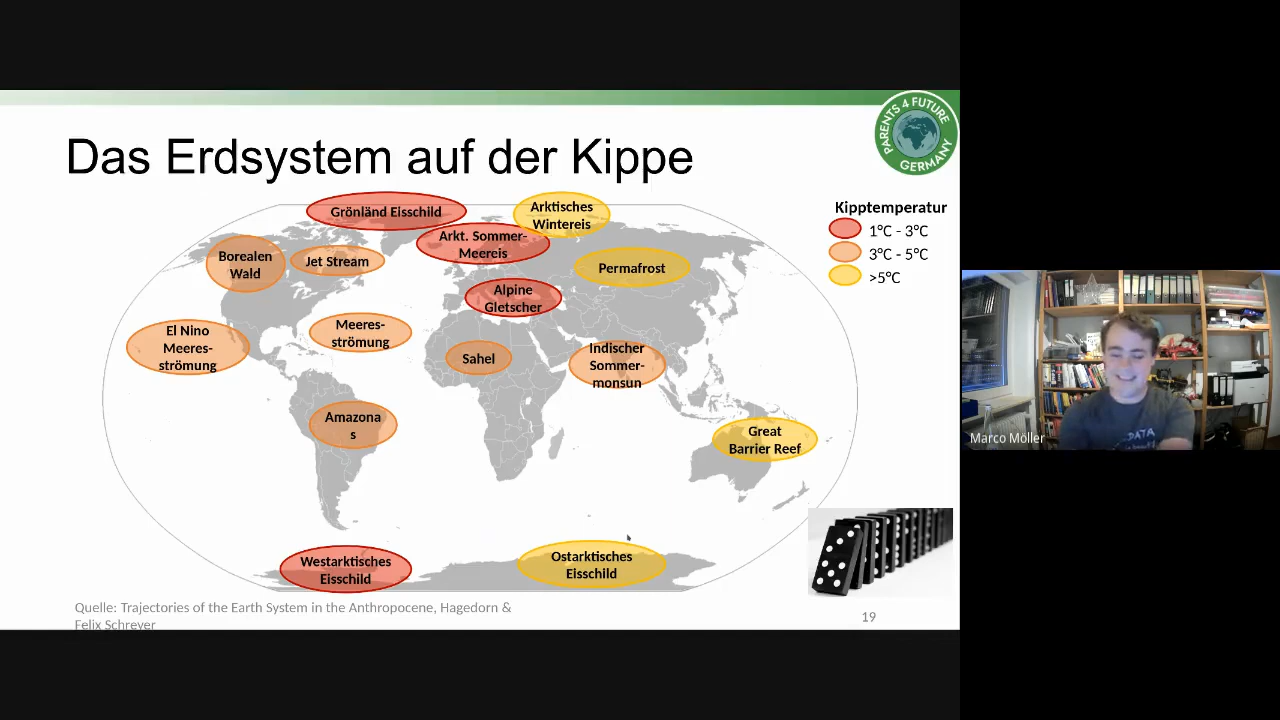 Das Erdsystem auf der Kippe
PARENTS 4 FUTURE
GERMANY
Kipptemperatur
1°C - 3°C
3°C - 5°C
>5°C
Grönländ Eisschild
Arktisches
Wintereis
Arkt. Sommer-
Meereis
Borealen
Wald
Jet Stream
Permafrost
Alpine
Gletscher
El Nino
Meeres-
strömung
Meeres-
strömung
Sahel
Indischer
Sommer-
monsun
Amazona
s
Great
Barrier Reef
Westarktisches
Eisschild
Ostarktisches
Eisschild
Quelle: Trajectories of the Earth System in the Anthropocene, Hagedorn &
Felix Schreyer
19
Marco Möller
DATA